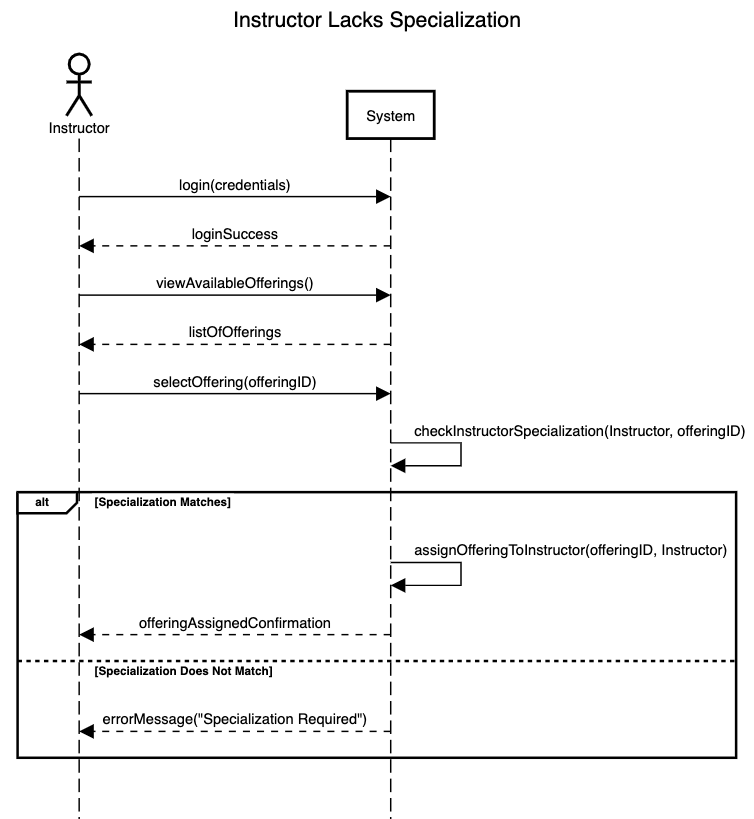 Instructor Lacks Specialization
Instructor
System
login(credentials)
loginSuccess
viewAvailableOfferings()
listOfOfferings
selectOffering(offeringID)
checkInstructorSpecialization(Instructor, offeringID)
alt [Specialization Matches]
assignOfferingToInstructor(offeringID, Instructor)
offeringAssignedConfirmation
[Specialization Does Not Match]
errorMessage("Specialization Required")